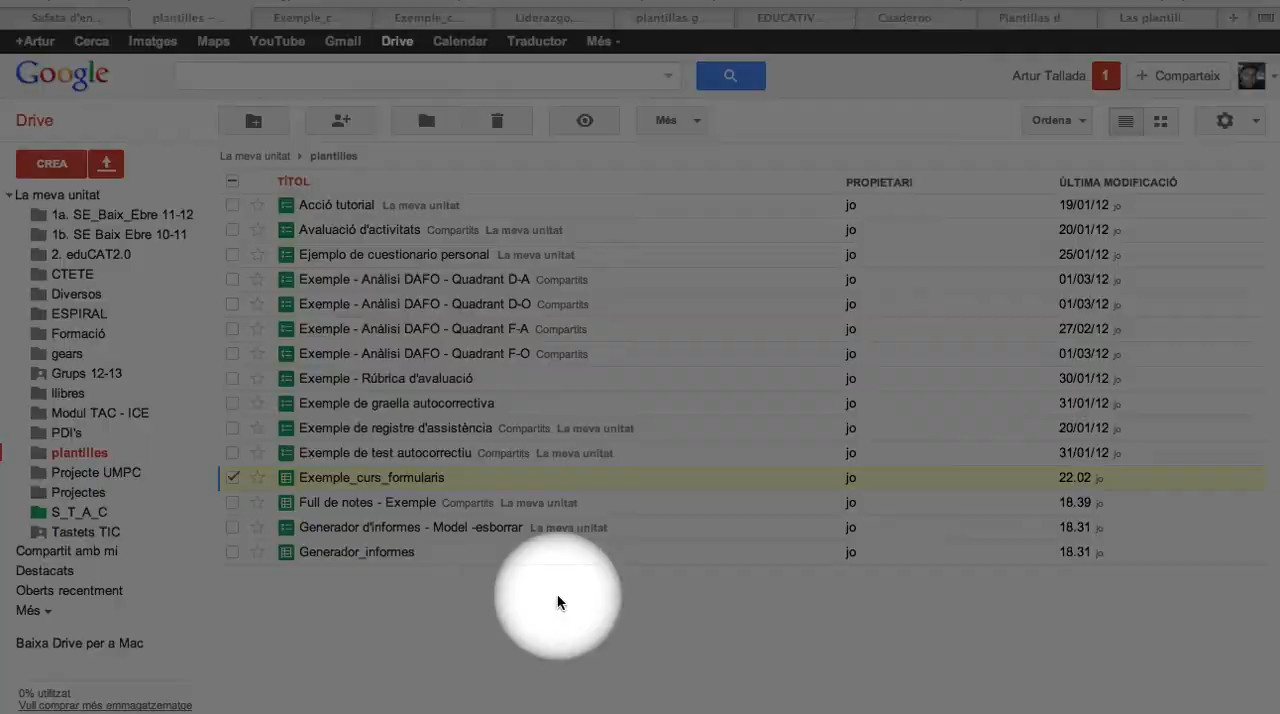 Safata d'en... plantilles –... Exemple_c... Exemple_c... Liderazgo,... plantillas g... EDUCATIV... Cuaderno Plantillas d Las plantill +
+Artur Cerca Imatges Maps YouTube Gmail Drive Calendar Traductor Més
Google Artur Tallada 1 + Comparteix
Drive Més Ordena
CREA
La meva unitat › plantilles
TÍTOL PROPIETARI ÚLTIMA MODIFICACIÓ
La meva unitat
1a. SE_Baix_Ebre 11-12
1b. SE Baix Ebre 10-11
2. eduCAT2.0
CTETE
Diversos
ESPIRAL
Formació
gears
Grups 12-13
llibres
Modul TAC - ICE
PDI's
plantilles
Projecte UMPC
Projectes
S_T_A_C
Tastets TIC
Compartit amb mi
Destacats
Oberts recentment
Més
Baixa Drive per a Mac
0% utilitzat
Vull comprar més emmagatzematge
Acció tutorial La meva unitat jo 19/01/12 jo
Avaluació d'activitats Compartits La meva unitat jo 20/01/12 jo
Ejemplo de cuestionario personal La meva unitat jo 25/01/12 jo
Exemple - Anàlisi DAFO - Quadrant D-A Compartits jo 01/03/12 jo
Exemple - Anàlisi DAFO - Quadrant D-O Compartits jo 01/03/12 jo
Exemple - Anàlisi DAFO - Quadrant F-A Compartits jo 27/02/12 jo
Exemple - Anàlisi DAFO - Quadrant F-O Compartits jo 01/03/12 jo
Exemple - Rúbrica d'avaluació jo 30/01/12 jo
Exemple de graella autocorrectiva jo 31/01/12 jo
Exemple de registre d'assistència Compartits La meva unitat jo 20/01/12 jo
Exemple de test autocorrectiu Compartits La meva unitat jo 31/01/12 jo
Exemple_curs_formularis jo 22.02 jo
Full de notes - Exemple Compartits La meva unitat jo 18.39 jo
Generador d'informes - Model -esborrar La meva unitat jo 18.31 jo
Generador_informes jo 18.31 jo